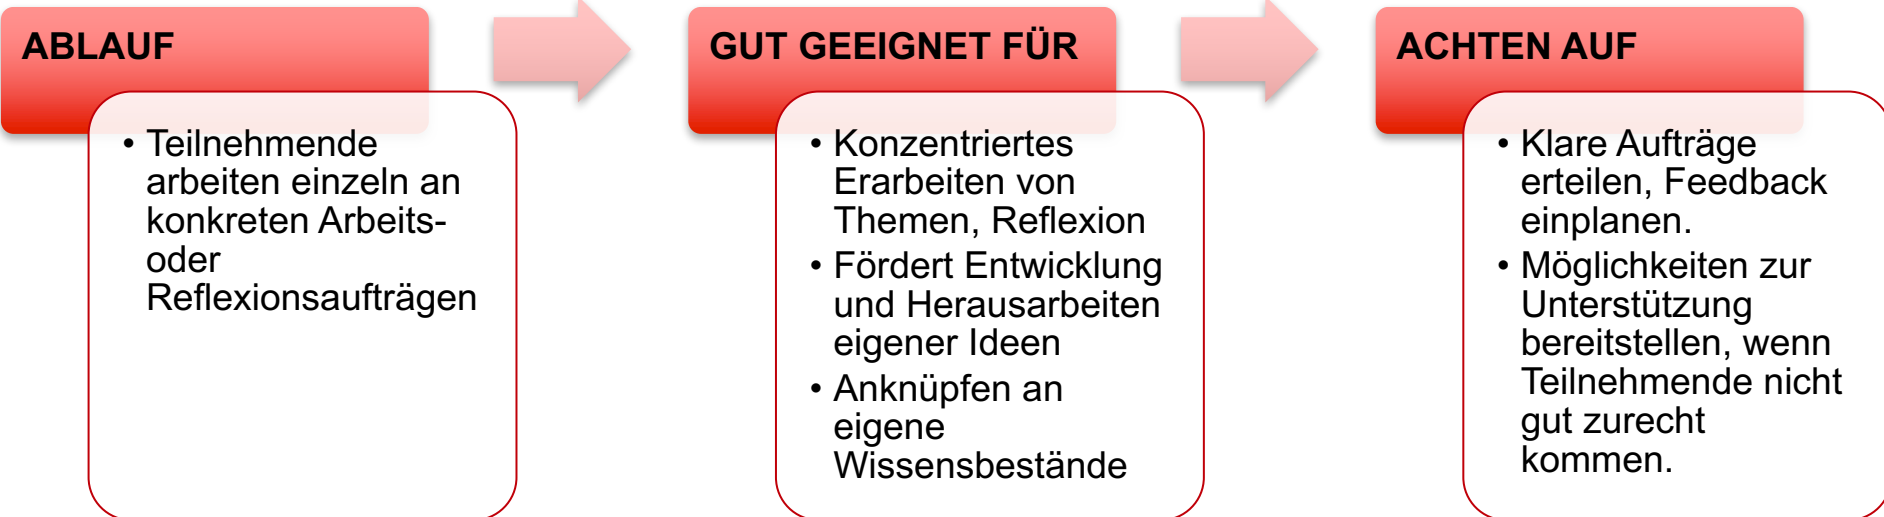 ABLAUF
• Teilnehmende
arbeiten einzeln an
konkreten Arbeits-
oder
Reflexionsaufträgen
GUT GEEIGNET FÜR
• Konzentriertes
Erarbeiten von
Themen, Reflexion
• Fördert Entwicklung
und Herausarbeiten
eigener Ideen
• Anknüpfen an
eigene
Wissensbestände
ACHTEN AUF
• Klare Aufträge
erteilen, Feedback
einplanen.
• Möglichkeiten zur
Unterstützung
bereitstellen, wenn
Teilnehmende nicht
gut zurecht
kommen.